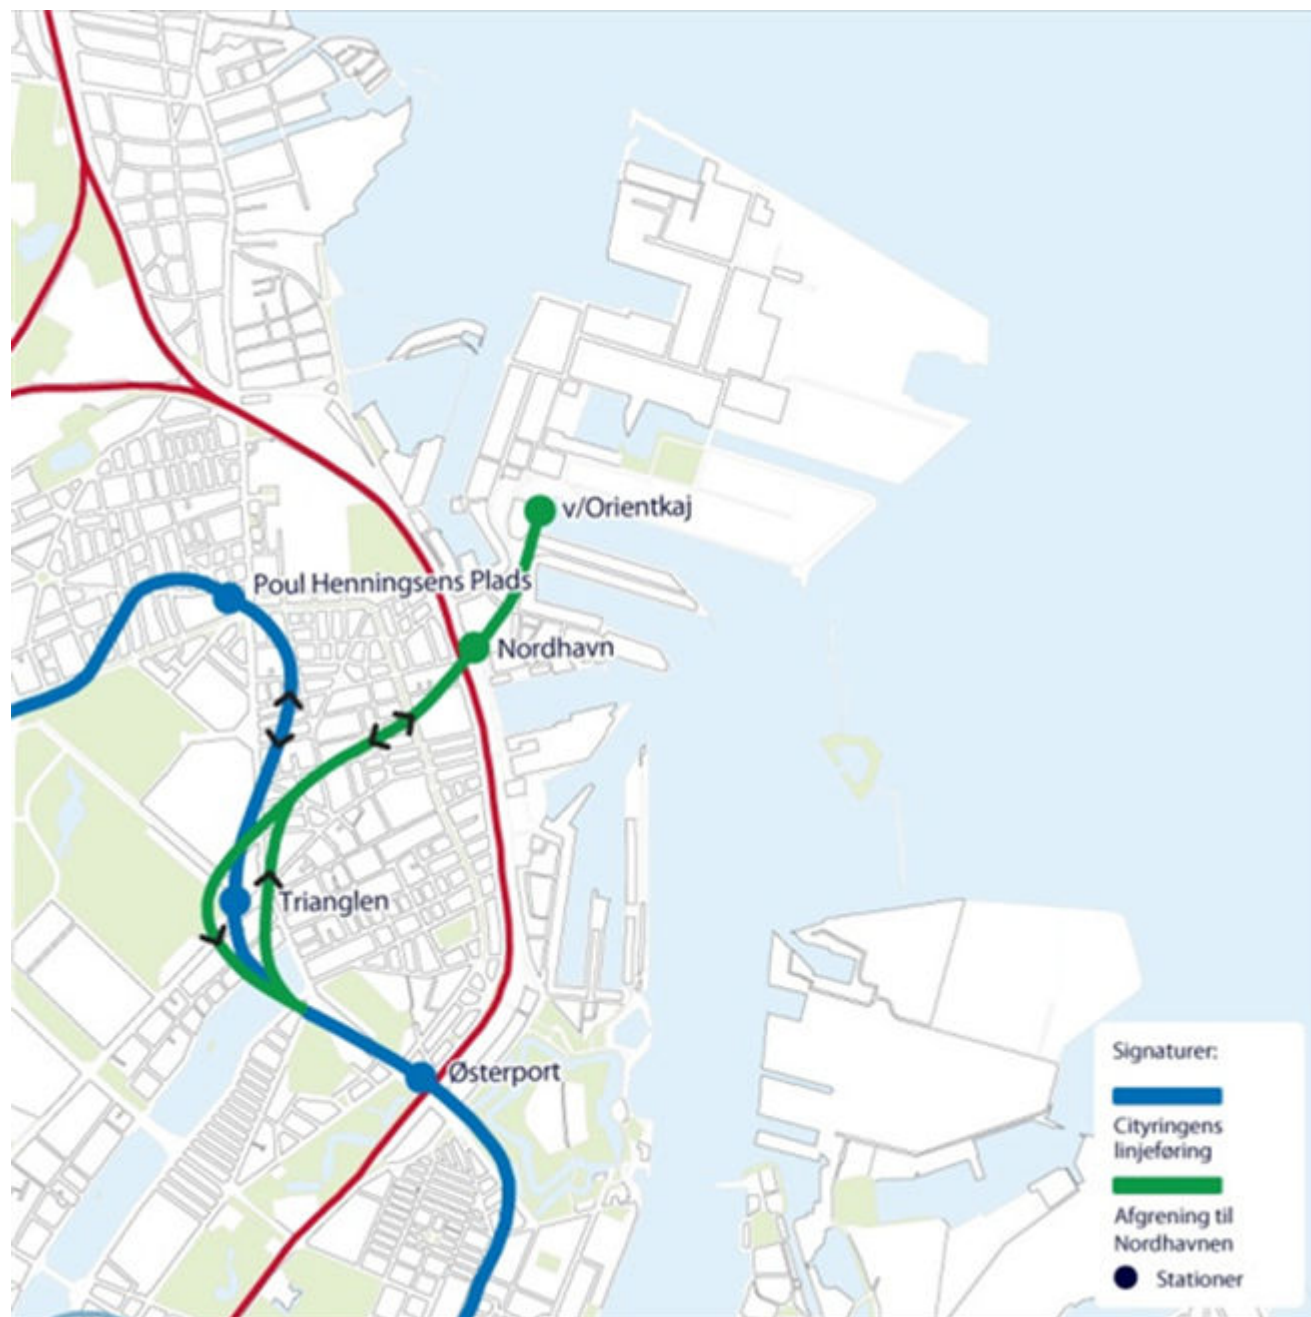 v/Orientkaj
Poul Henningsens Plads
Nordhavn
Trianglen
Østerport
Signaturer:
Cityringens
linjeføring
Afgrening til
Nordhavnen
Stationer